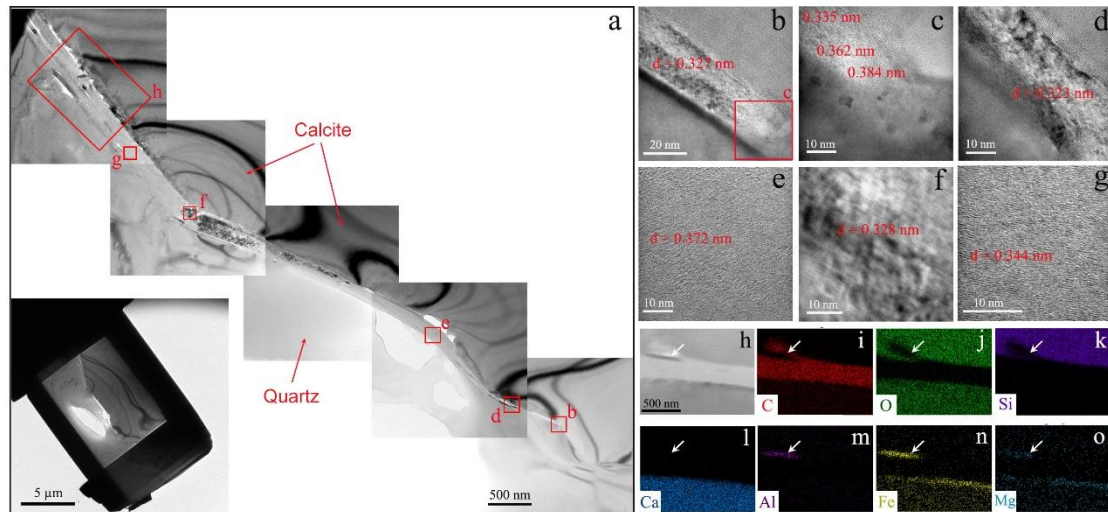 a
h
g
Calcite
f
e
Quartz
d
b
5 µm
500 nm
b
d = 0.327 nm
c
20 nm
c
0.335 nm
0.362 nm
0.384 nm
10 nm
d
d = 0.323 nm
10 nm
e
d = 0.372 nm
10 nm
f
d = 0.328 nm
10 nm
g
d = 0.344 nm
10 nm
h
500 nm
i
C
j
O
k
Si
l
Ca
m
Al
n
Fe
o
Mg